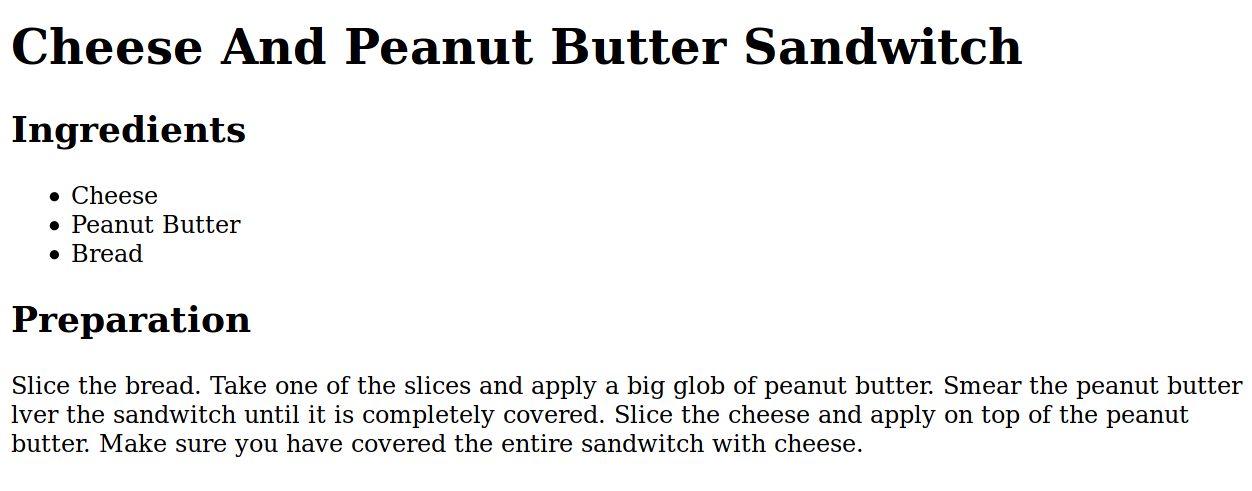 Cheese And Peanut Butter Sandwitch
Ingredients
• Cheese
• Peanut Butter
• Bread
Preparation
Slice the bread. Take one of the slices and apply a big glob of peanut butter. Smear the peanut butter
lver the sandwitch until it is completely covered. Slice the cheese and apply on top of the peanut
butter. Make sure you have covered the entire sandwitch with cheese.